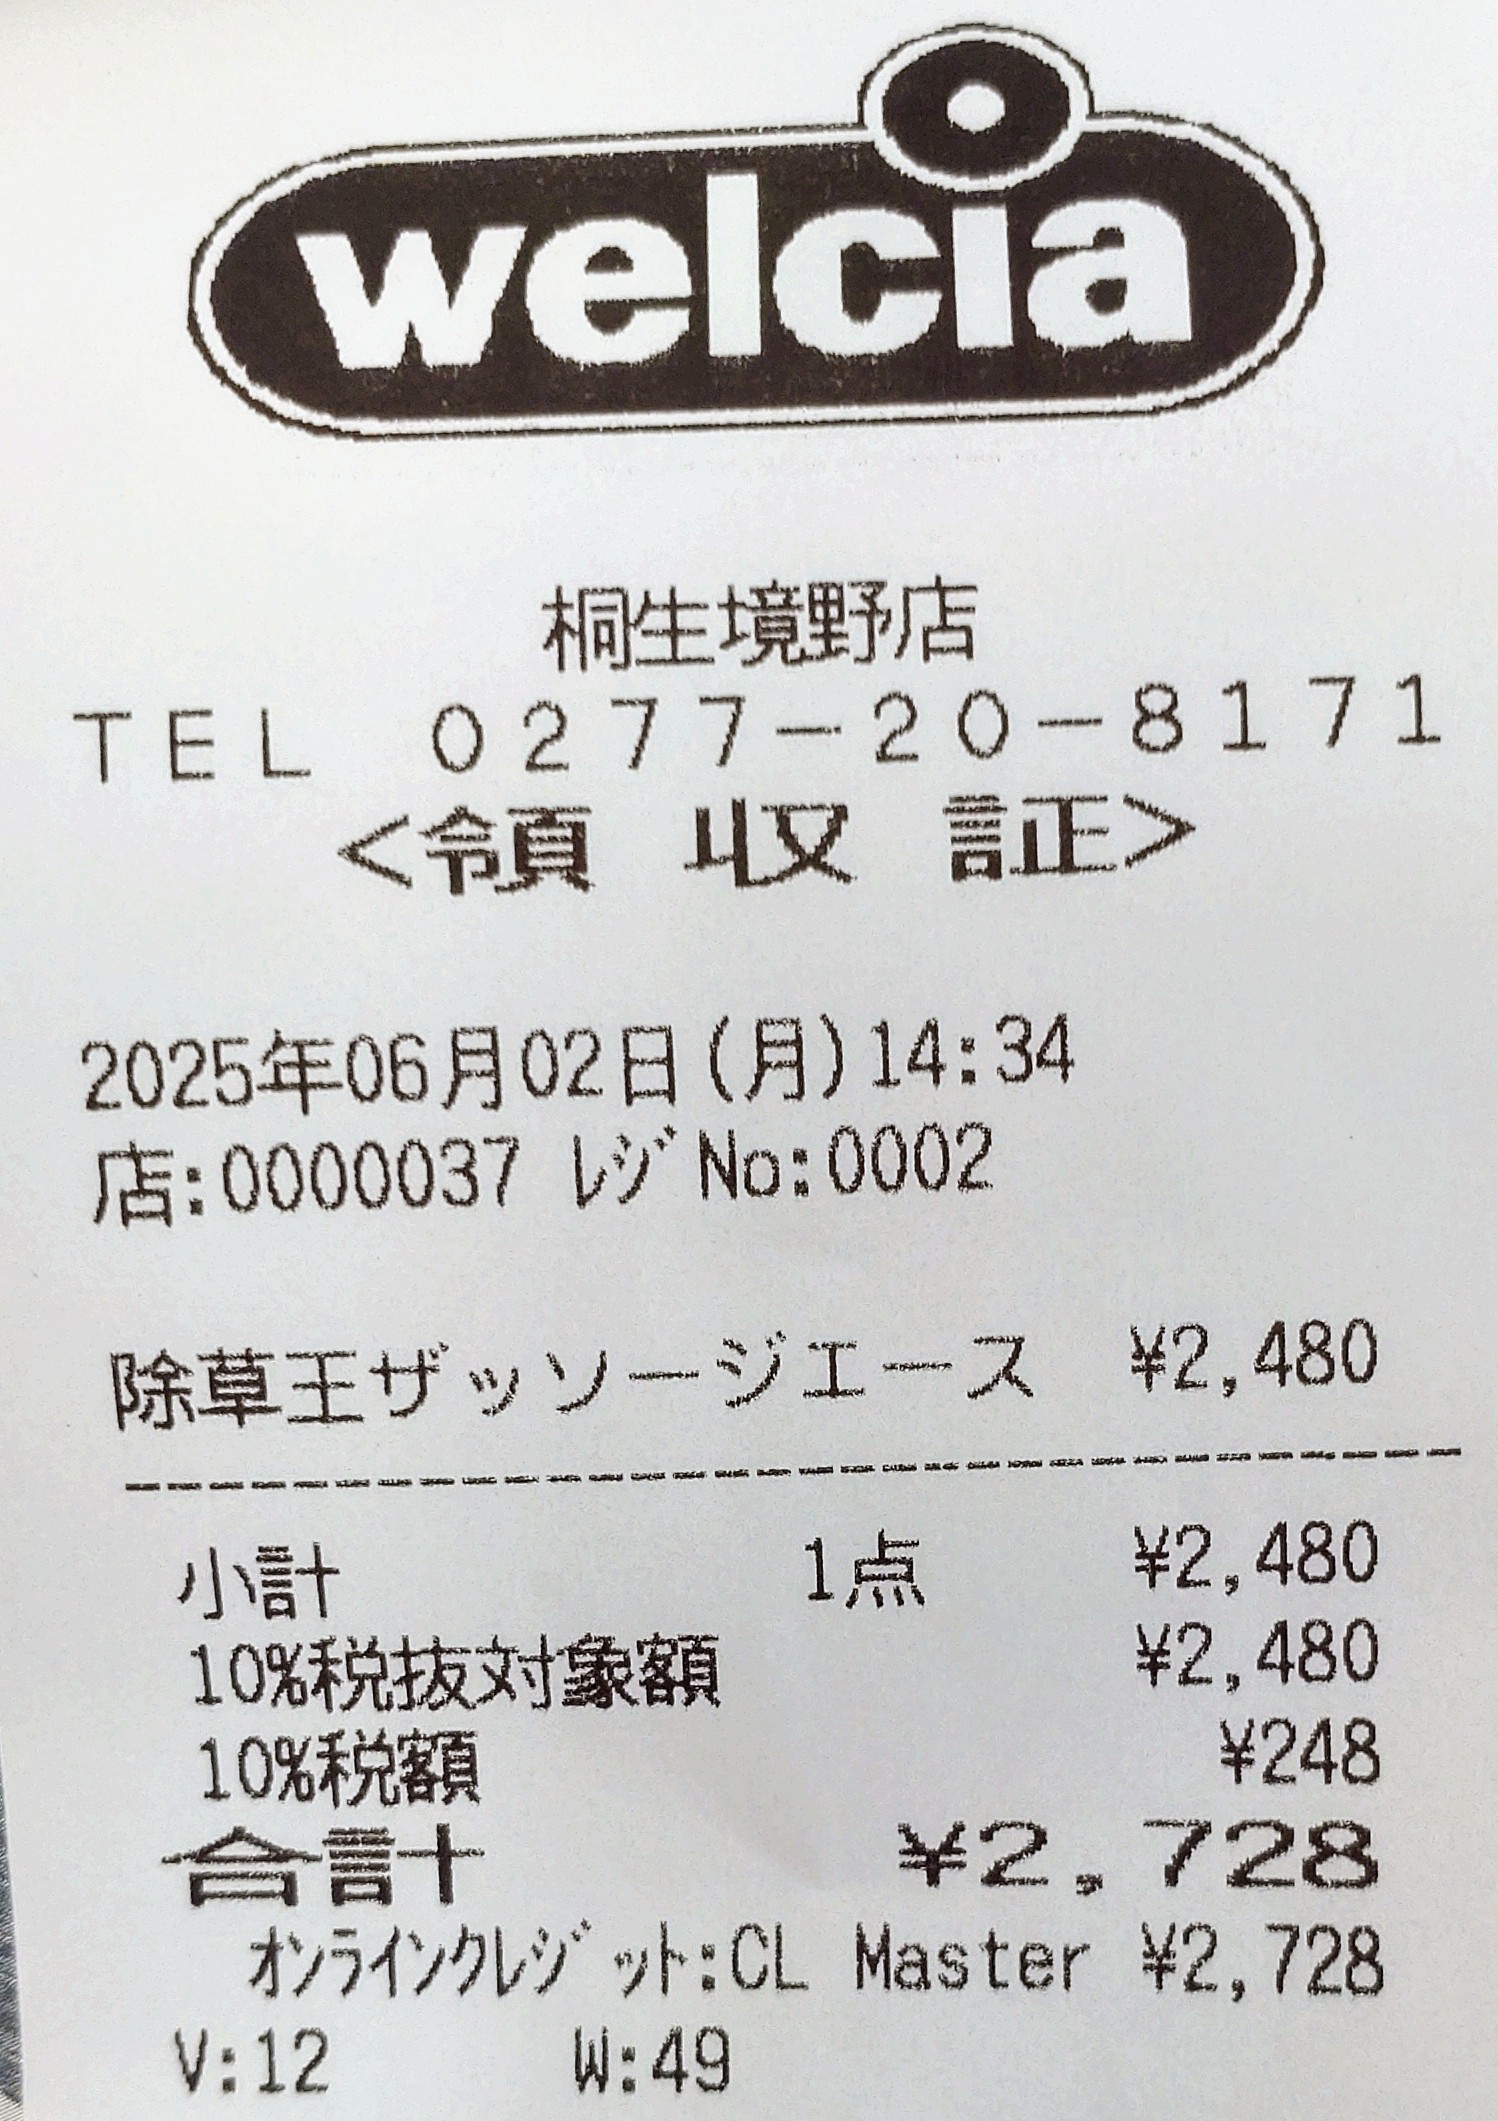 welcia
桐生境野店
TEL 0277-20-8171
<領 収 証>
2025年06月02日(月)14:34
店:0000037 ﾚｼﾞNo:0002
除草王ザッソージエース ¥2,480
小計 1点 ¥2,480
10%税抜対象額 ¥2,480
10%税額 ¥248
合計 ¥2,728
ｵﾝﾗｲﾝｸﾚｼﾞｯﾄ:CL Master ¥2,728
V:12 W:49